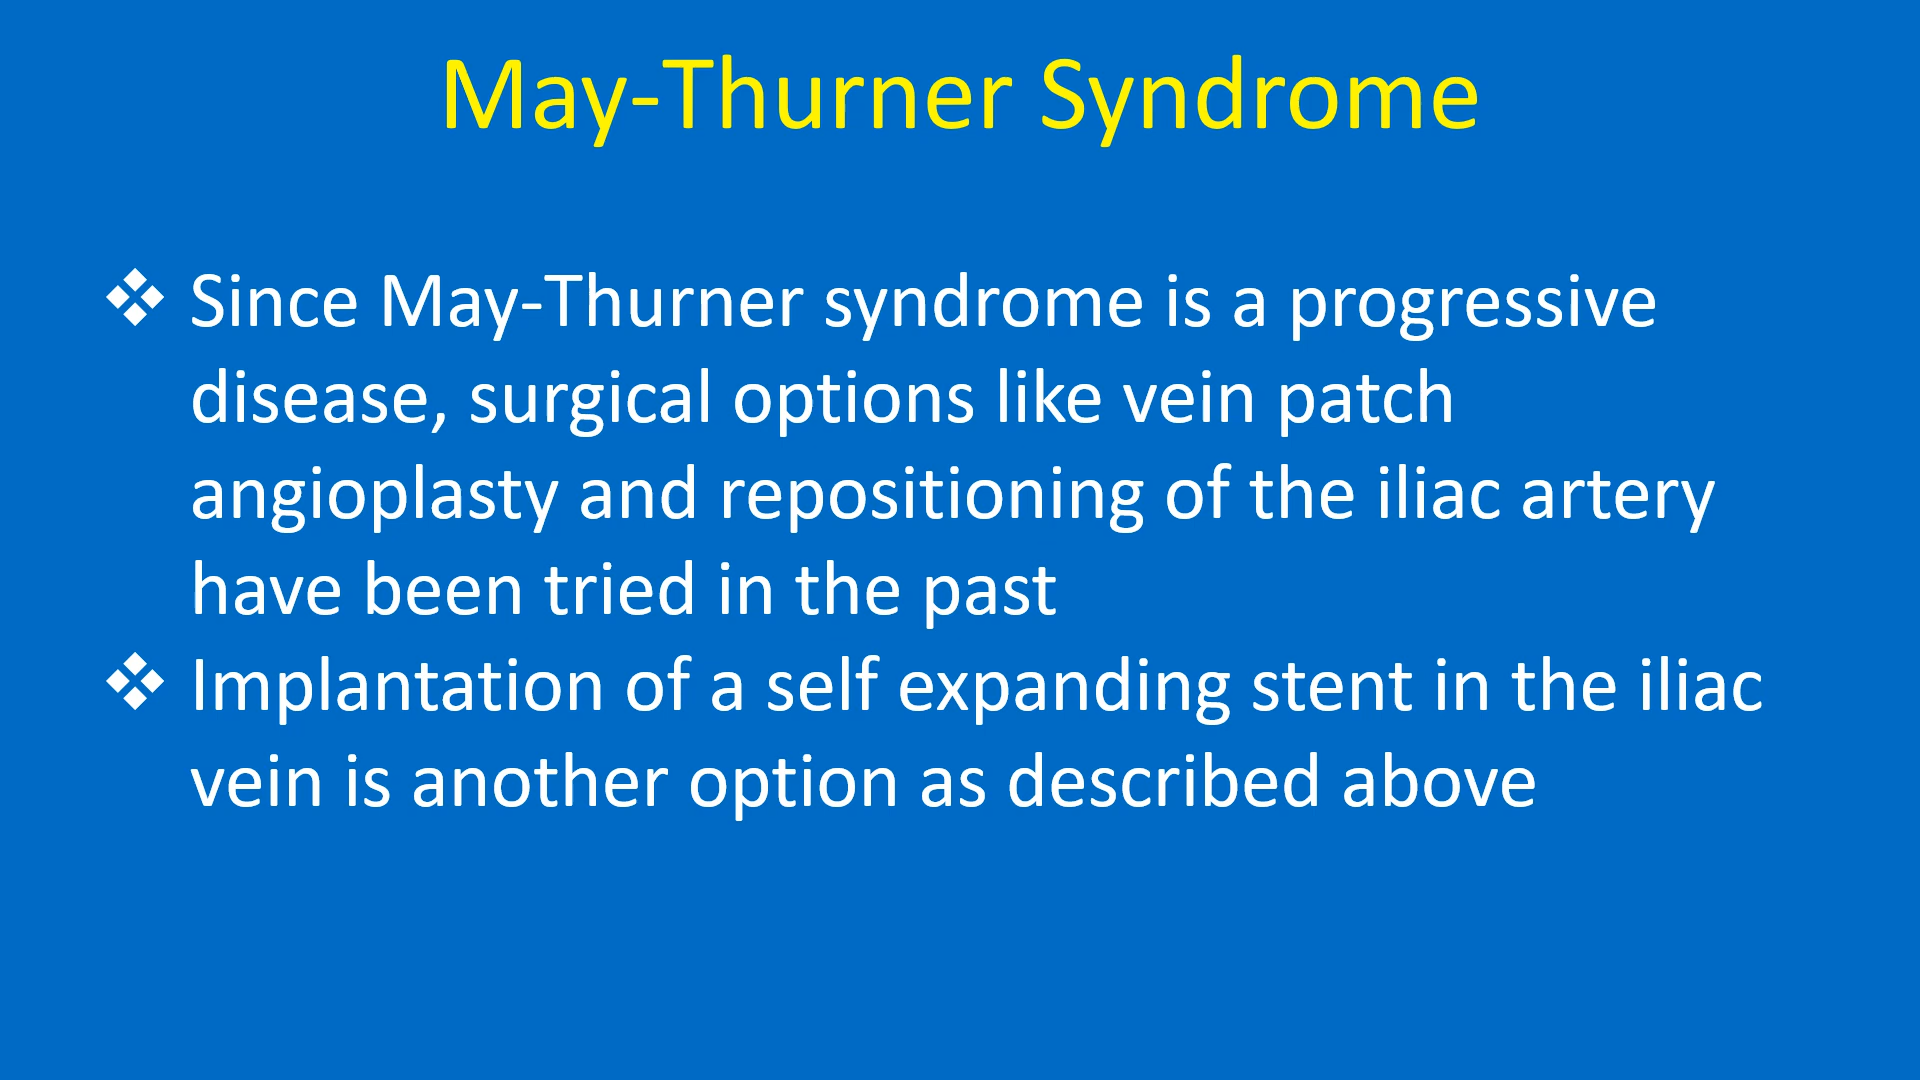 May-Thurner Syndrome
❖ Since May-Thurner syndrome is a progressive
disease, surgical options like vein patch
angioplasty and repositioning of the iliac artery
have been tried in the past
❖ Implantation of a self expanding stent in the iliac
vein is another option as described above